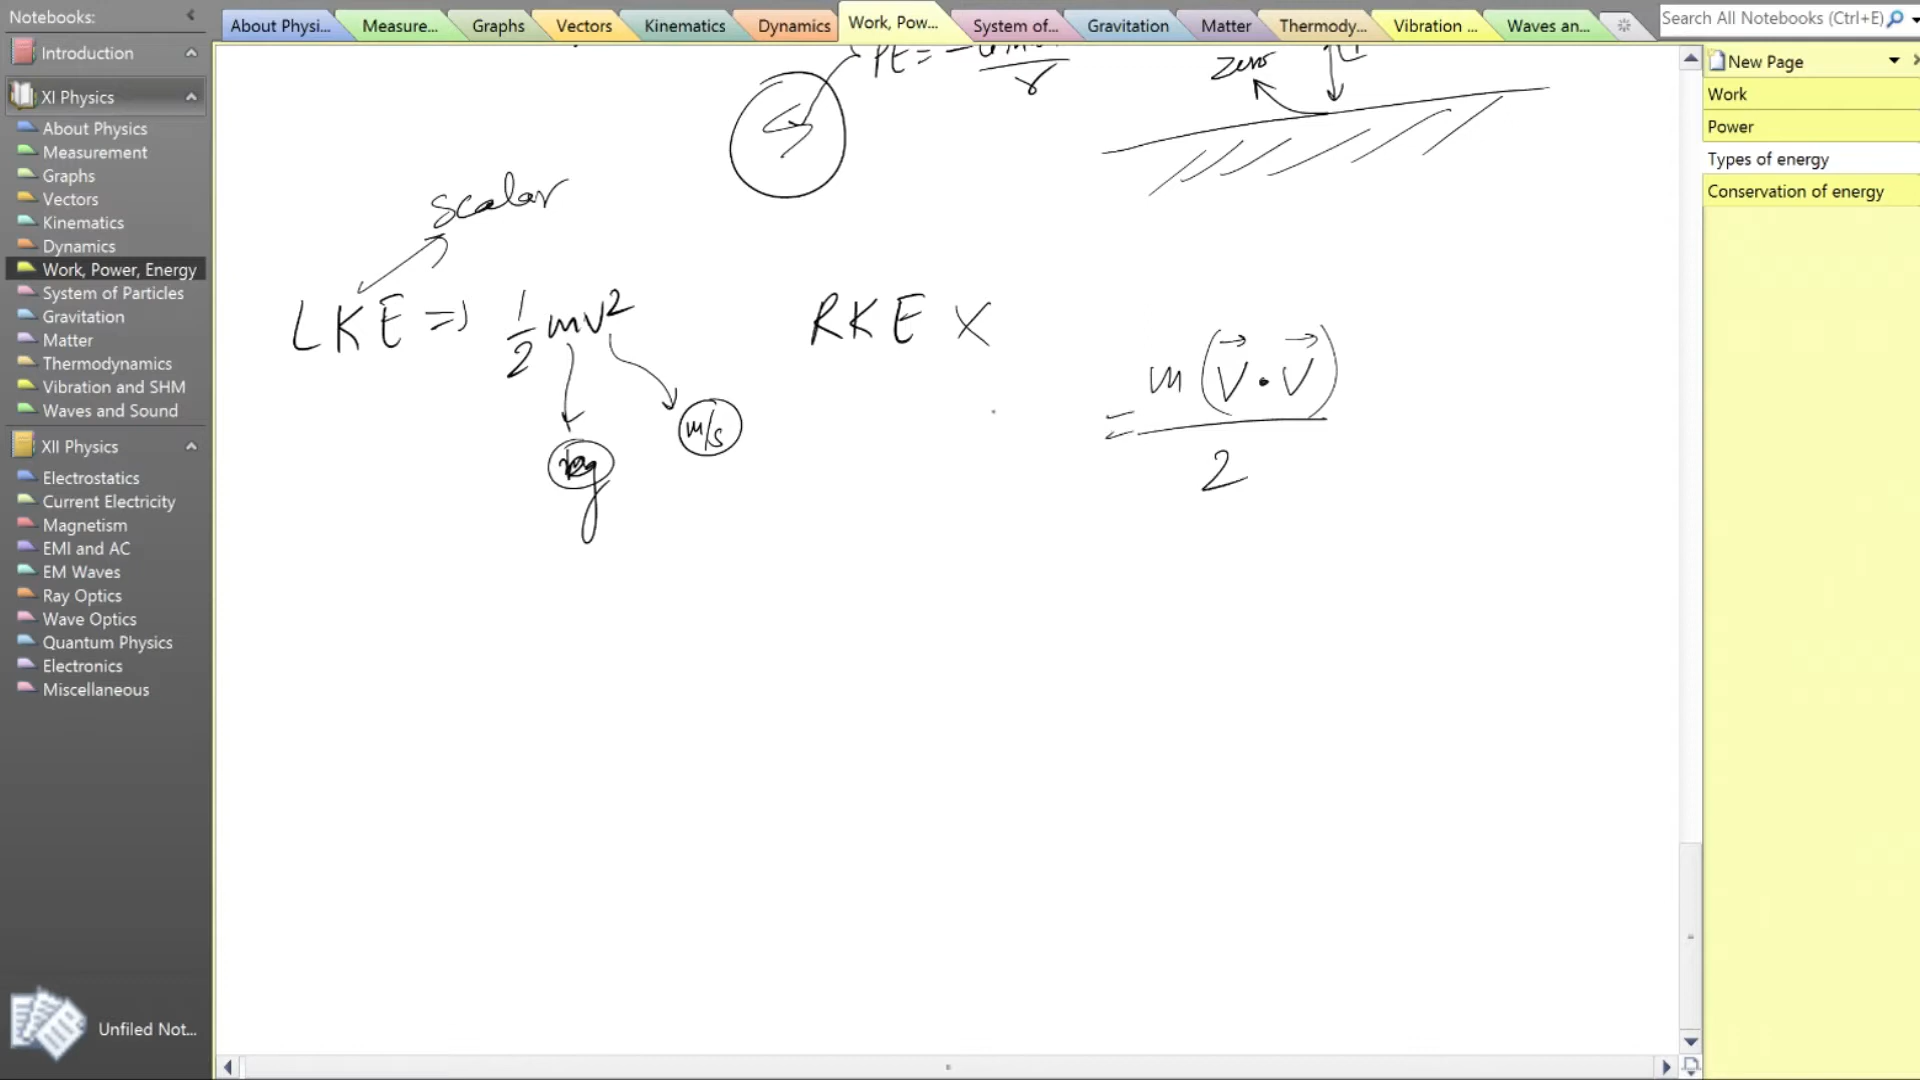 Notebooks:
Introduction
XI Physics
About Physics
Measurement
Graphs
Vectors
Kinematics
Dynamics
Work, Power, Energy
System of Particles
Gravitation
Matter
Thermodynamics
Vibration and SHM
Waves and Sound
XII Physics
Electrostatics
Current Electricity
Magnetism
EMI and AC
EM Waves
Ray Optics
Wave Optics
Quantum Physics
Electronics
Miscellaneous
Unfiled Not...
About Physi... Measure... Graphs Vectors Kinematics Dynamics Work, Pow... System of... Gravitation Matter Thermody... Vibration ... Waves an...
Search All Notebooks (Ctrl+E)
PE = -
r
zero
scalar
LKE => 1/2 mv²
RKE X
kg
m/s
= m(V⃗ • V⃗)
2
New Page
Work
Power
Types of energy
Conservation of energy